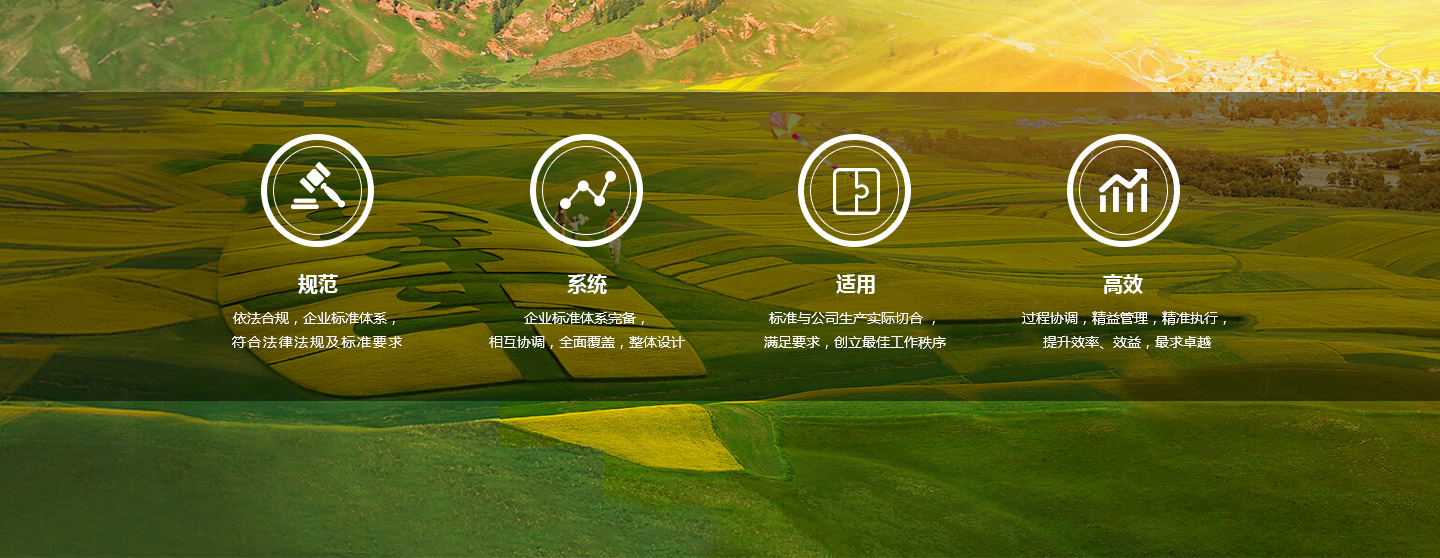 规范
依法合规，企业标准体系，
符合法律法规及标准要求
系统
企业标准体系完备，
相互协调，全面覆盖，整体设计
适用
标准与公司生产实际切合 ，
满足要求，创立最佳工作秩序
高效
过程协调，精益管理，精准执行，
提升效率、效益，最求卓越